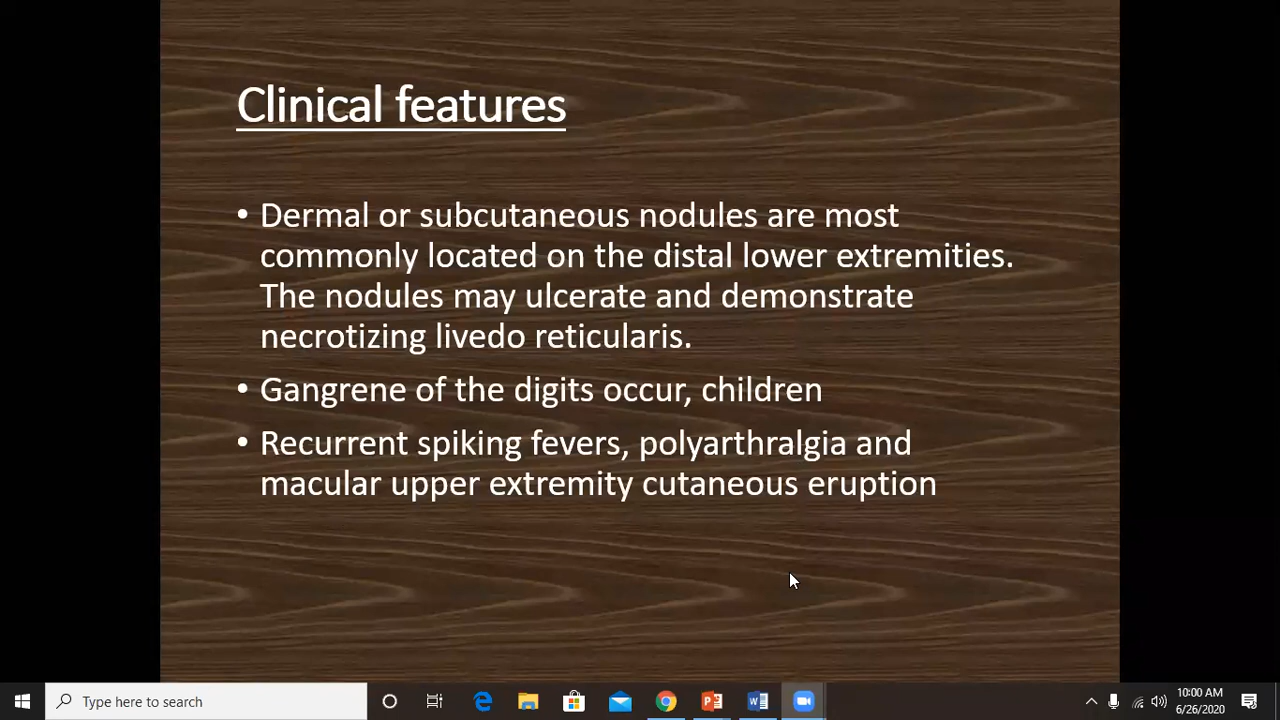 Clinical features
• Dermal or subcutaneous nodules are most
commonly located on the distal lower extremities.
The nodules may ulcerate and demonstrate
necrotizing livedo reticularis.
• Gangrene of the digits occur, children
• Recurrent spiking fevers, polyarthralgia and
macular upper extremity cutaneous eruption
Type here to search
10:00 AM
6/26/2020